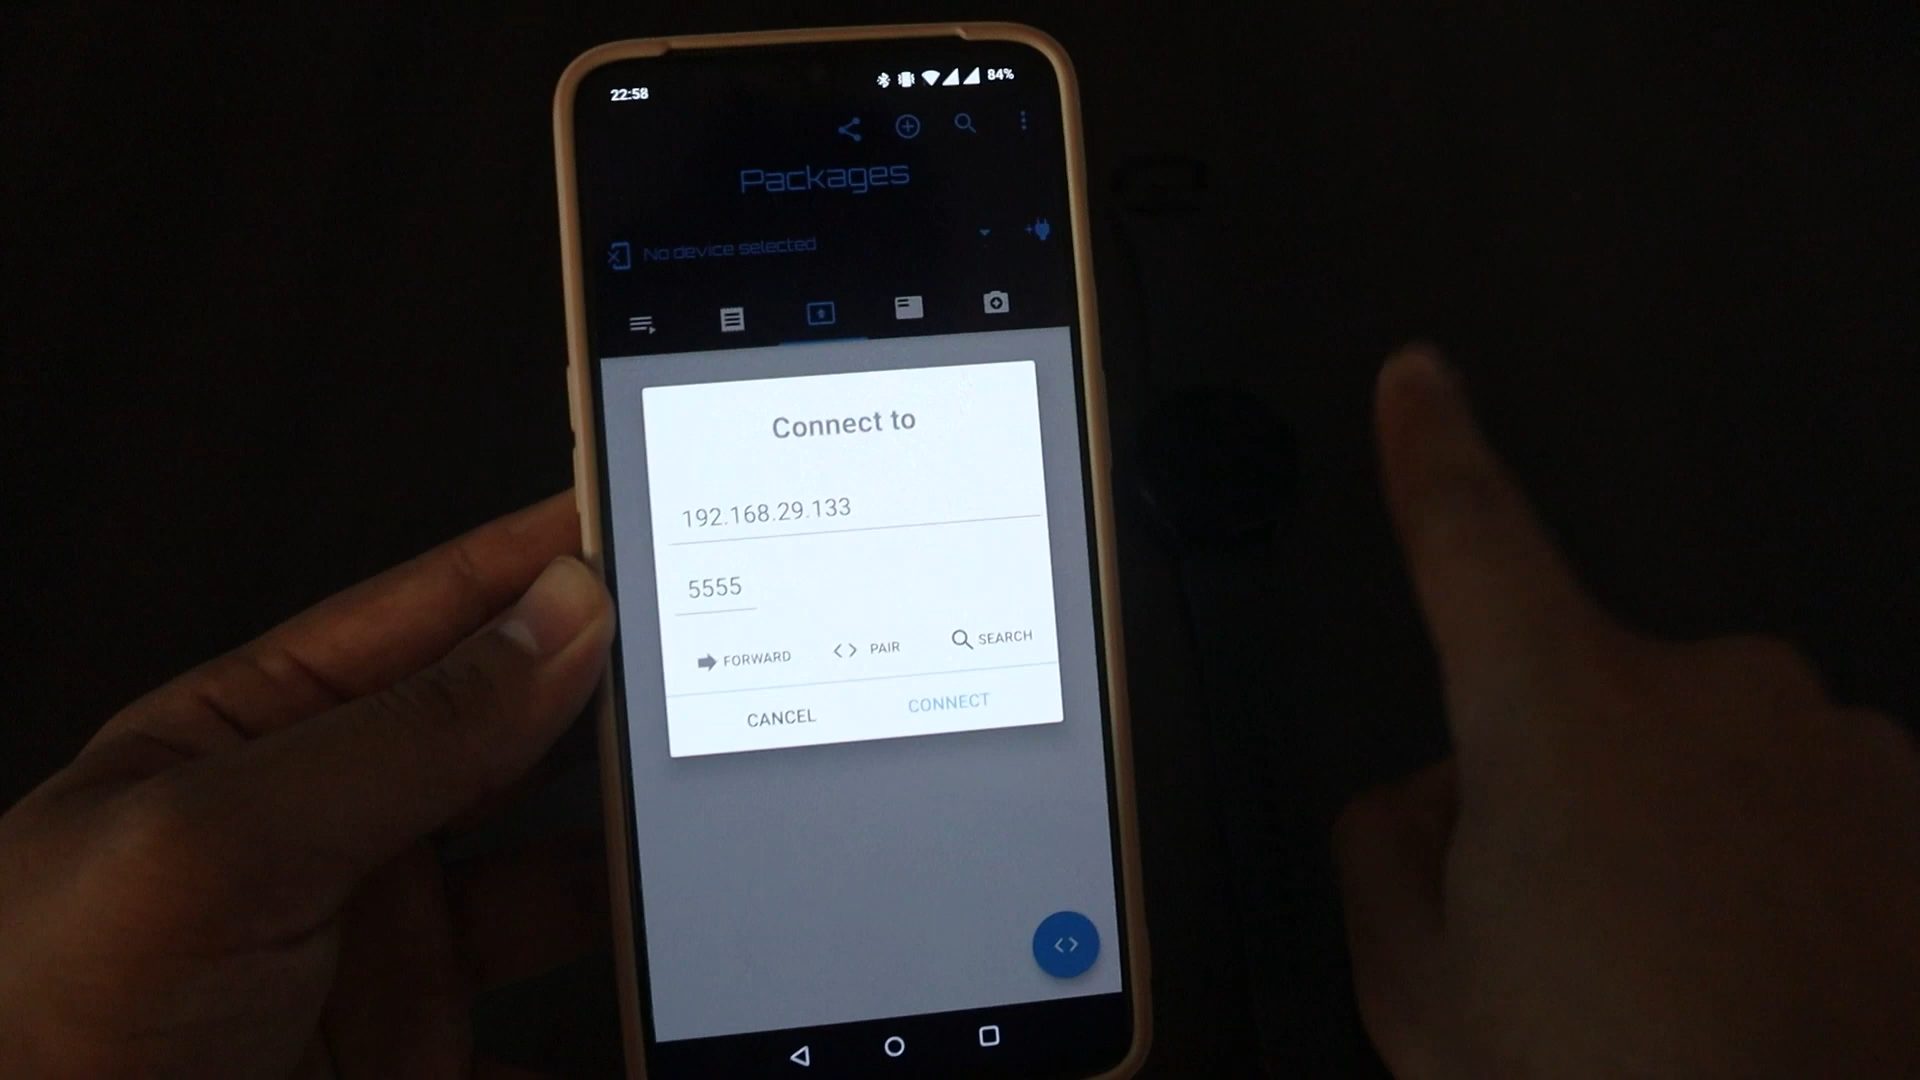 22:58
84%
Packages
No device selected
Connect to
192.168.29.133
5555
FORWARD
PAIR
SEARCH
CANCEL
CONNECT